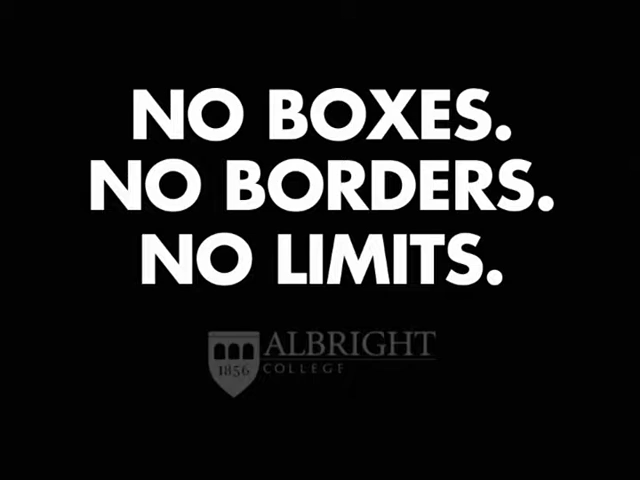 NO BOXES.
NO BORDERS.
NO LIMITS.
ALBRIGHT
COLLEGE
1856